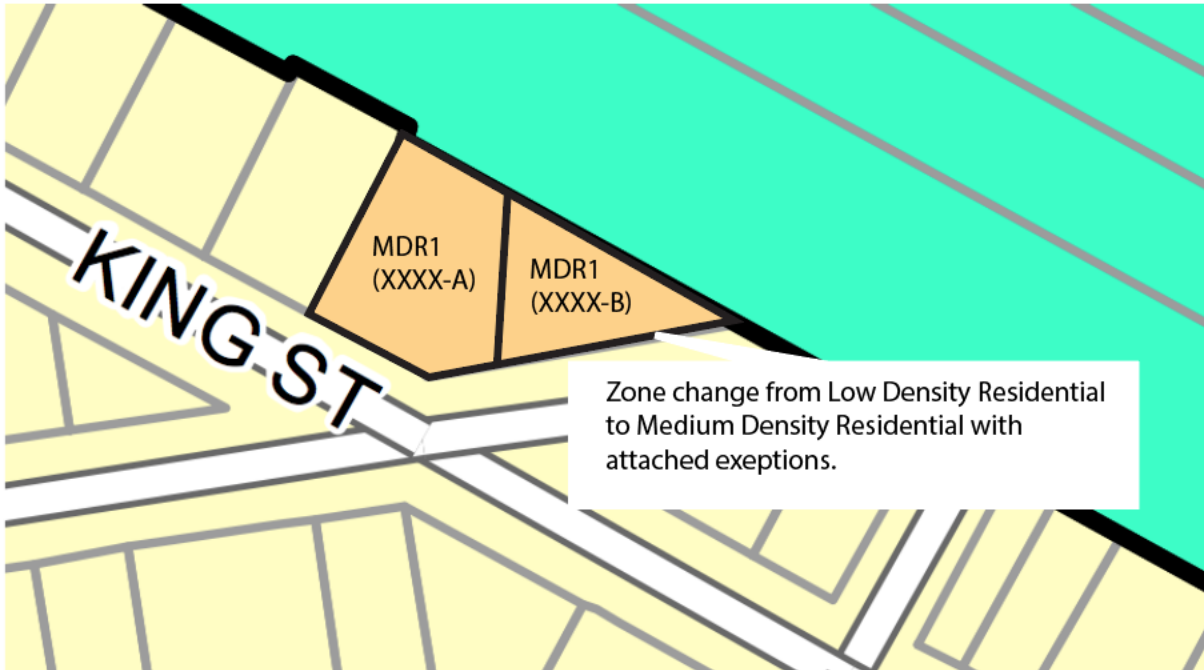 MDR1
(XXXX-A)
MDR1
(XXXX-B)
KING ST
Zone change from Low Density Residential
to Medium Density Residential with
attached exeptions.